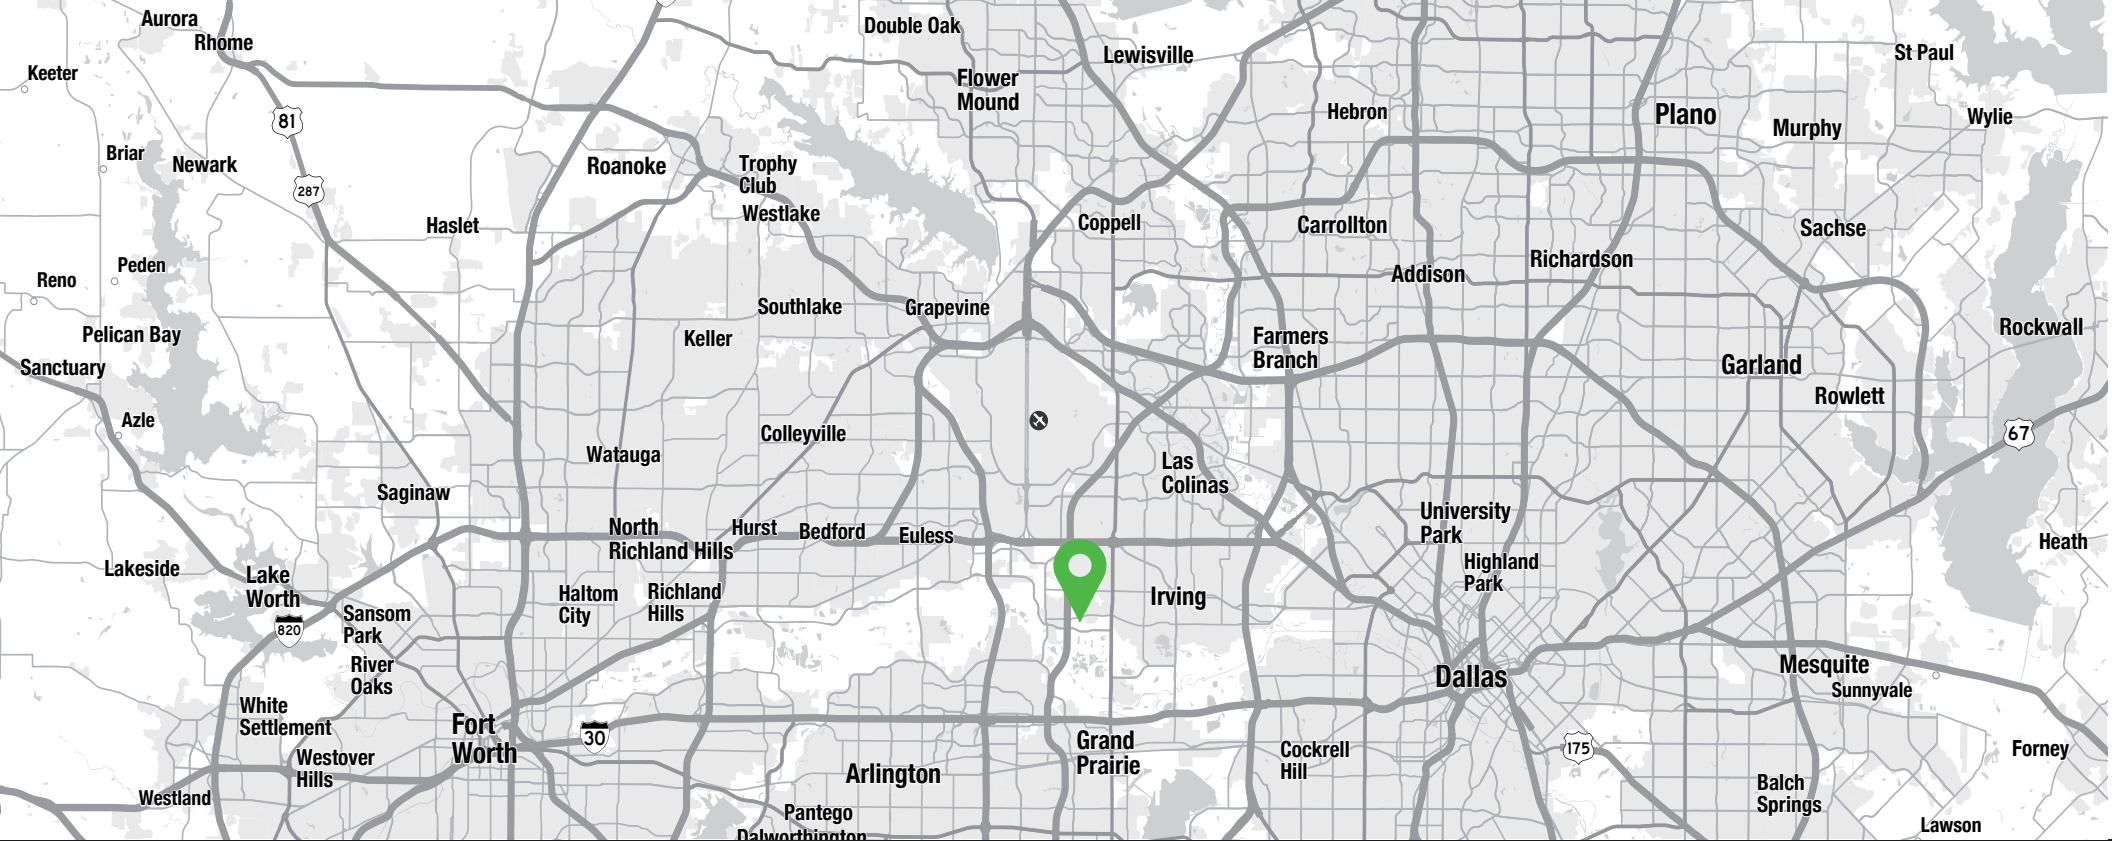 Aurora
Double Oak
Rhome
Lewisville
St Paul
Keeter
Flower
Mound
Hebron
Plano
Wylie
81
Murphy
Briar
Newark
Roanoke
Trophy
Club
287
Westlake
Haslet
Coppell
Carrollton
Sachse
Peden
Reno
Addison
Richardson
Southlake
Grapevine
Pelican Bay
Keller
Farmers
Branch
Rockwall
Sanctuary
Garland
Rowlett
Azle
Colleyville
67
Watauga
Las
Colinas
Saginaw
University
Park
North
Richland Hills
Hurst
Bedford
Euless
Heath
Lakeside
Lake
Worth
Highland
Park
Haltom
City
Richland
Hills
Irving
Sansom
Park
820
River
Oaks
Dallas
Mesquite
Sunnyvale
White
Settlement
Fort
Worth
30
Grand
Prairie
Cockrell
Hill
175
Forney
Westover
Hills
Arlington
Balch
Springs
Westland
Pantego
Dalworthington
Lawson